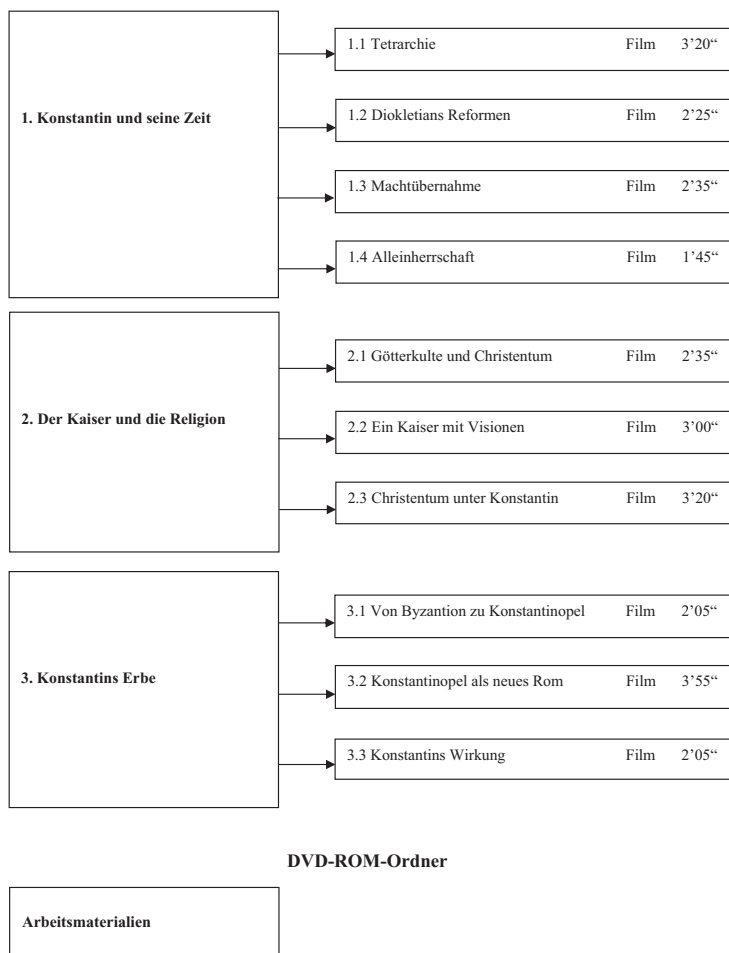 1. Konstantin und seine Zeit
1.1 Tetrarchie Film 3’20“
1.2 Diokletians Reformen Film 2’25“
1.3 Machtübernahme Film 2’35“
1.4 Alleinherrschaft Film 1’45“
2. Der Kaiser und die Religion
2.1 Götterkulte und Christentum Film 2’35“
2.2 Ein Kaiser mit Visionen Film 3’00“
2.3 Christentum unter Konstantin Film 3’20“
3. Konstantins Erbe
3.1 Von Byzantion zu Konstantinopel Film 2’05“
3.2 Konstantinopel als neues Rom Film 3’55“
3.3 Konstantins Wirkung Film 2’05“
DVD-ROM-Ordner
Arbeitsmaterialien